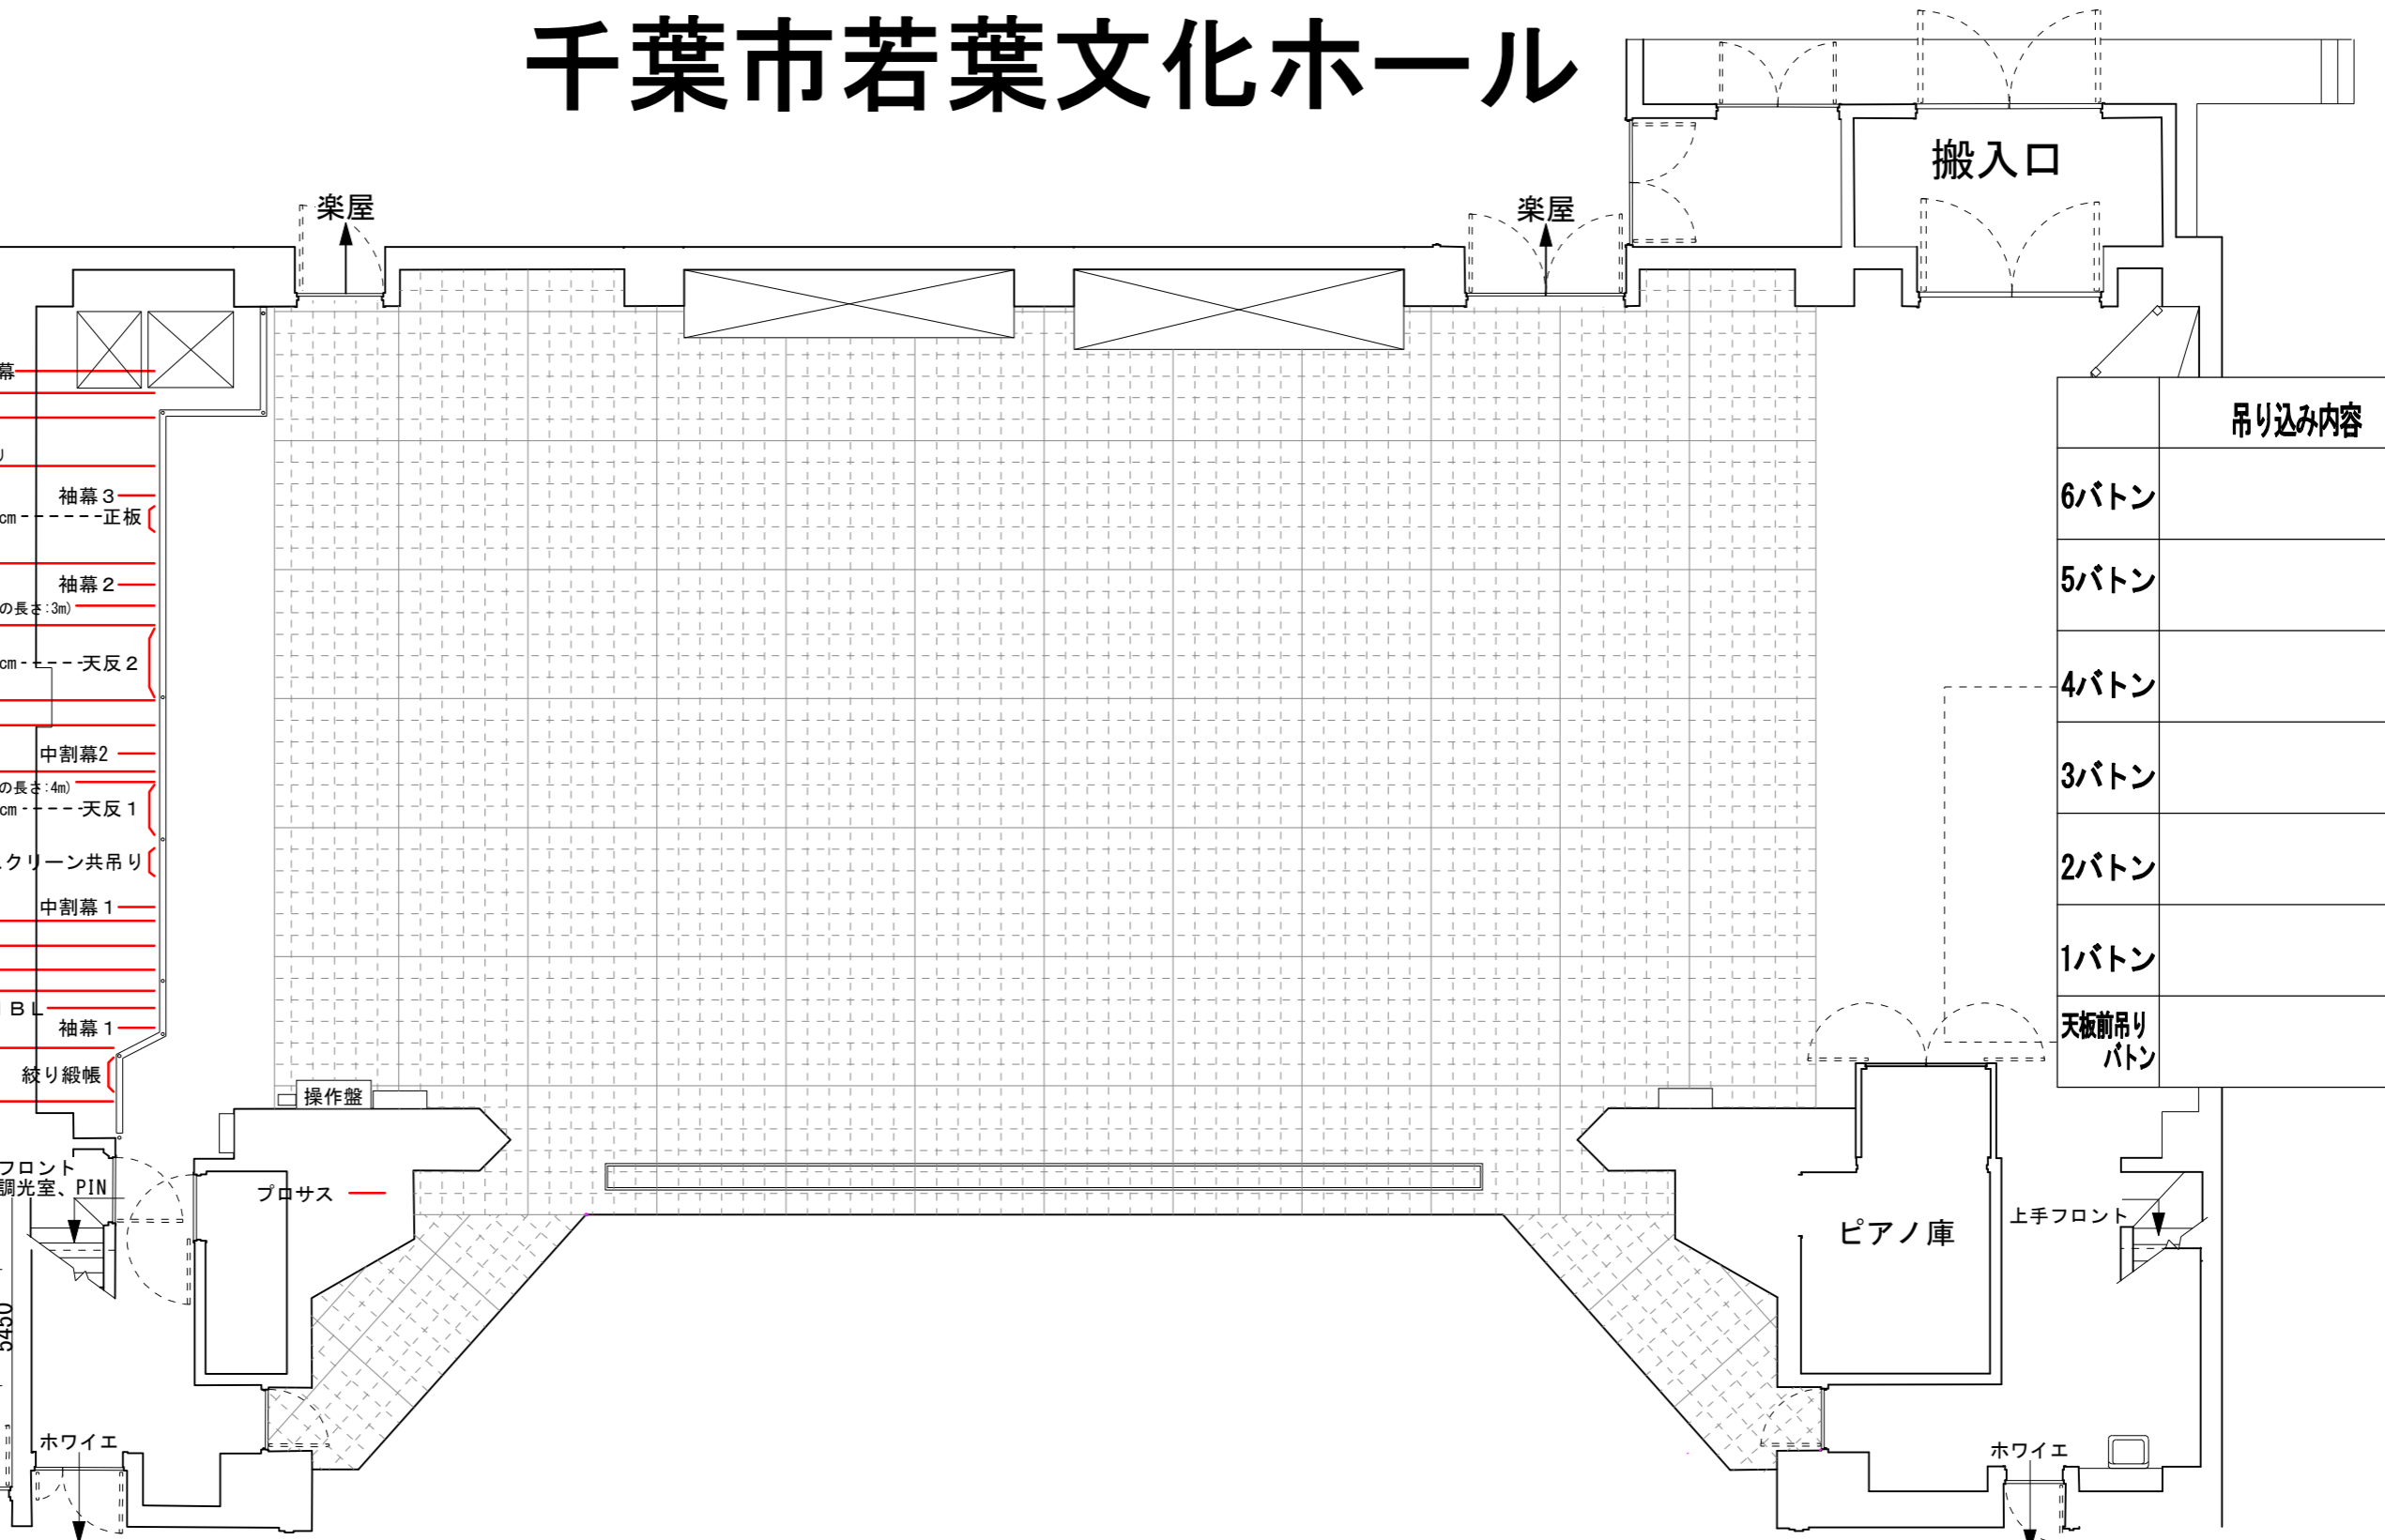 千葉市若葉文化ホール
搬入口
楽屋
楽屋
幕
り
袖幕3
cm
正板
袖幕2
の長さ:3m)
cm
天反2
中割幕2
の長さ:4m)
cm
天反1
スクリーン共吊り
中割幕1
BL
袖幕1
絞り緞帳
操作盤
フロント
調光室、PIN
プロサス
5450
ホワイエ
吊り込み内容
6バトン
5バトン
4バトン
3バトン
2バトン
1バトン
天板前吊り
バトン
ピアノ庫
上手フロント
ホワイエ